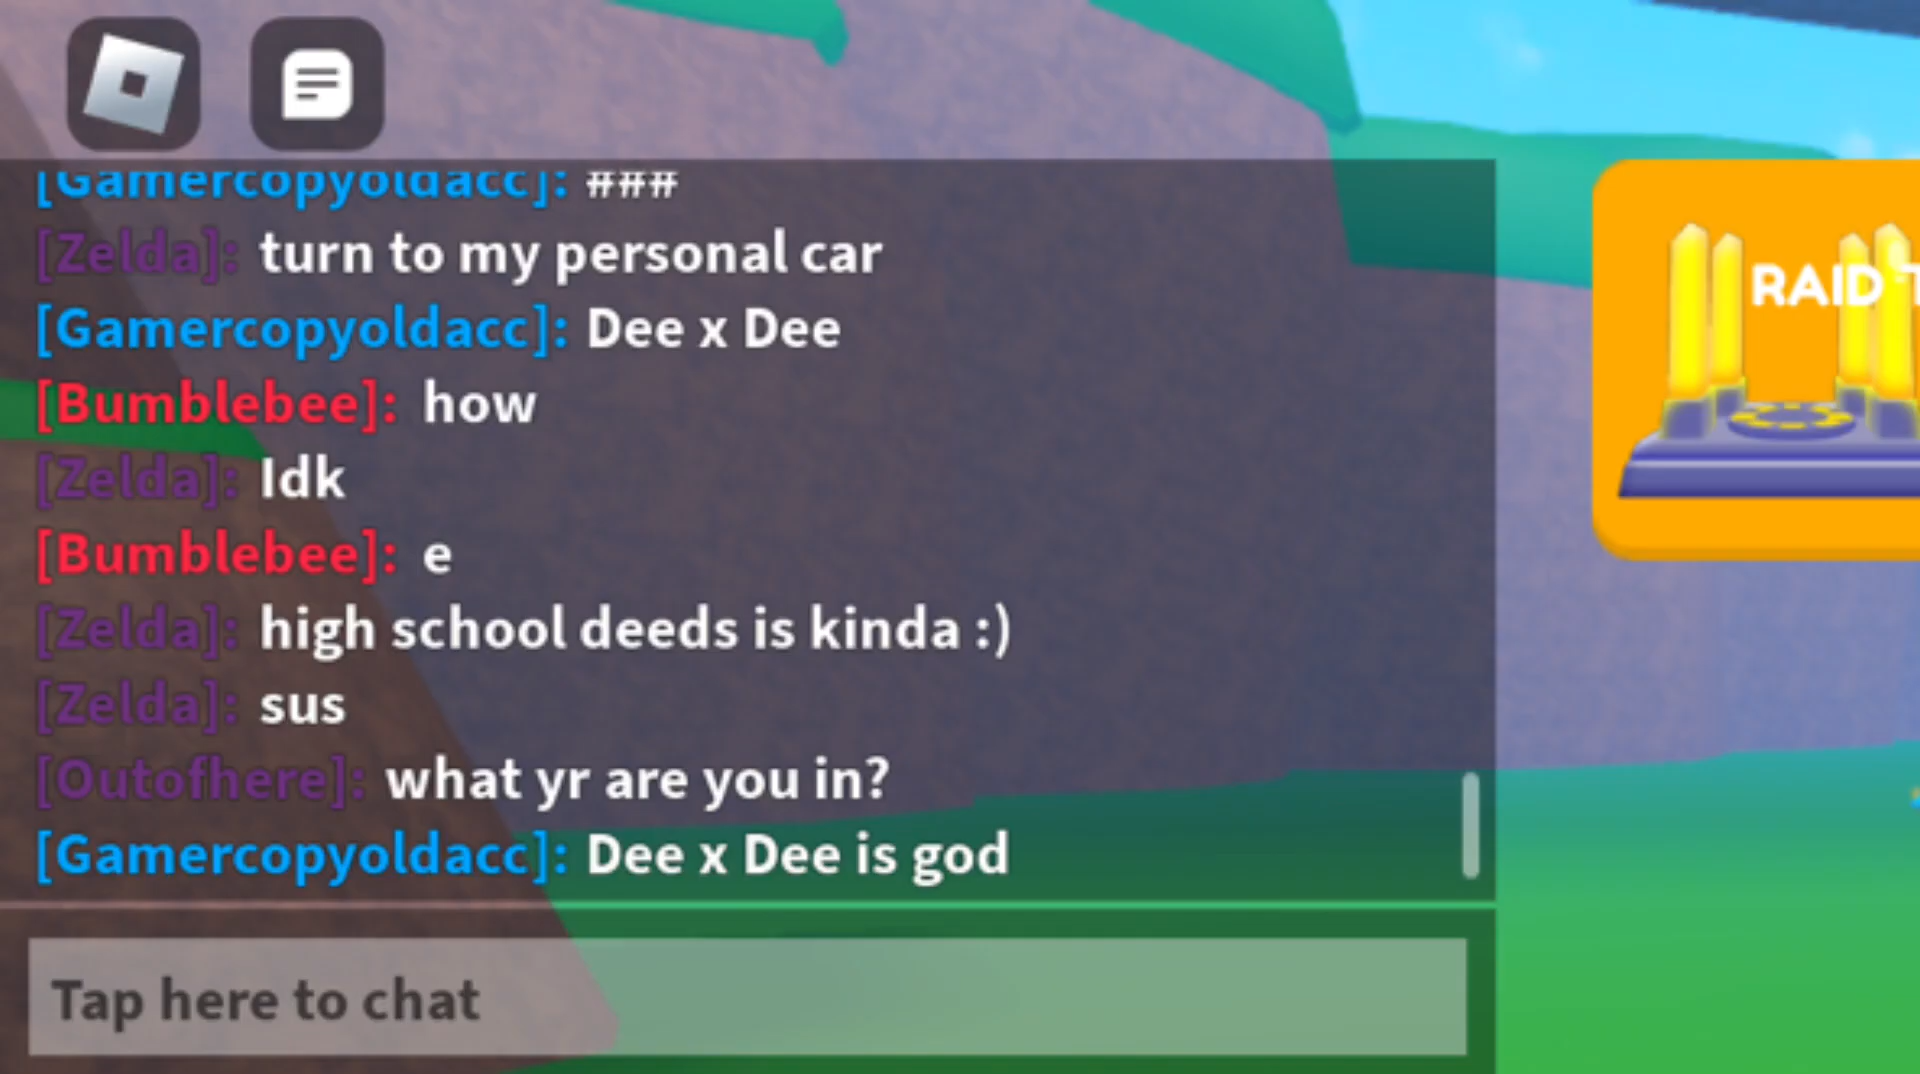 [Gamercopyoldacc]: ###
[Zelda]: turn to my personal car
[Gamercopyoldacc]: Dee x Dee
[Bumblebee]: how
[Zelda]: Idk
[Bumblebee]: e
[Zelda]: high school deeds is kinda :)
[Zelda]: sus
[Outofhere]: what yr are you in?
[Gamercopyoldacc]: Dee x Dee is god
Tap here to chat
RAID